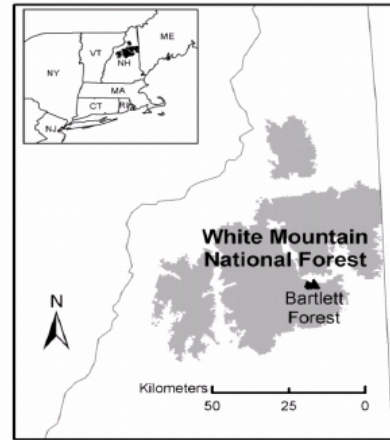 ME
VT
NH
NY
MA
CT
RI
NJ
White Mountain
National Forest
Bartlett
Forest
N
Kilometers
50
25
0